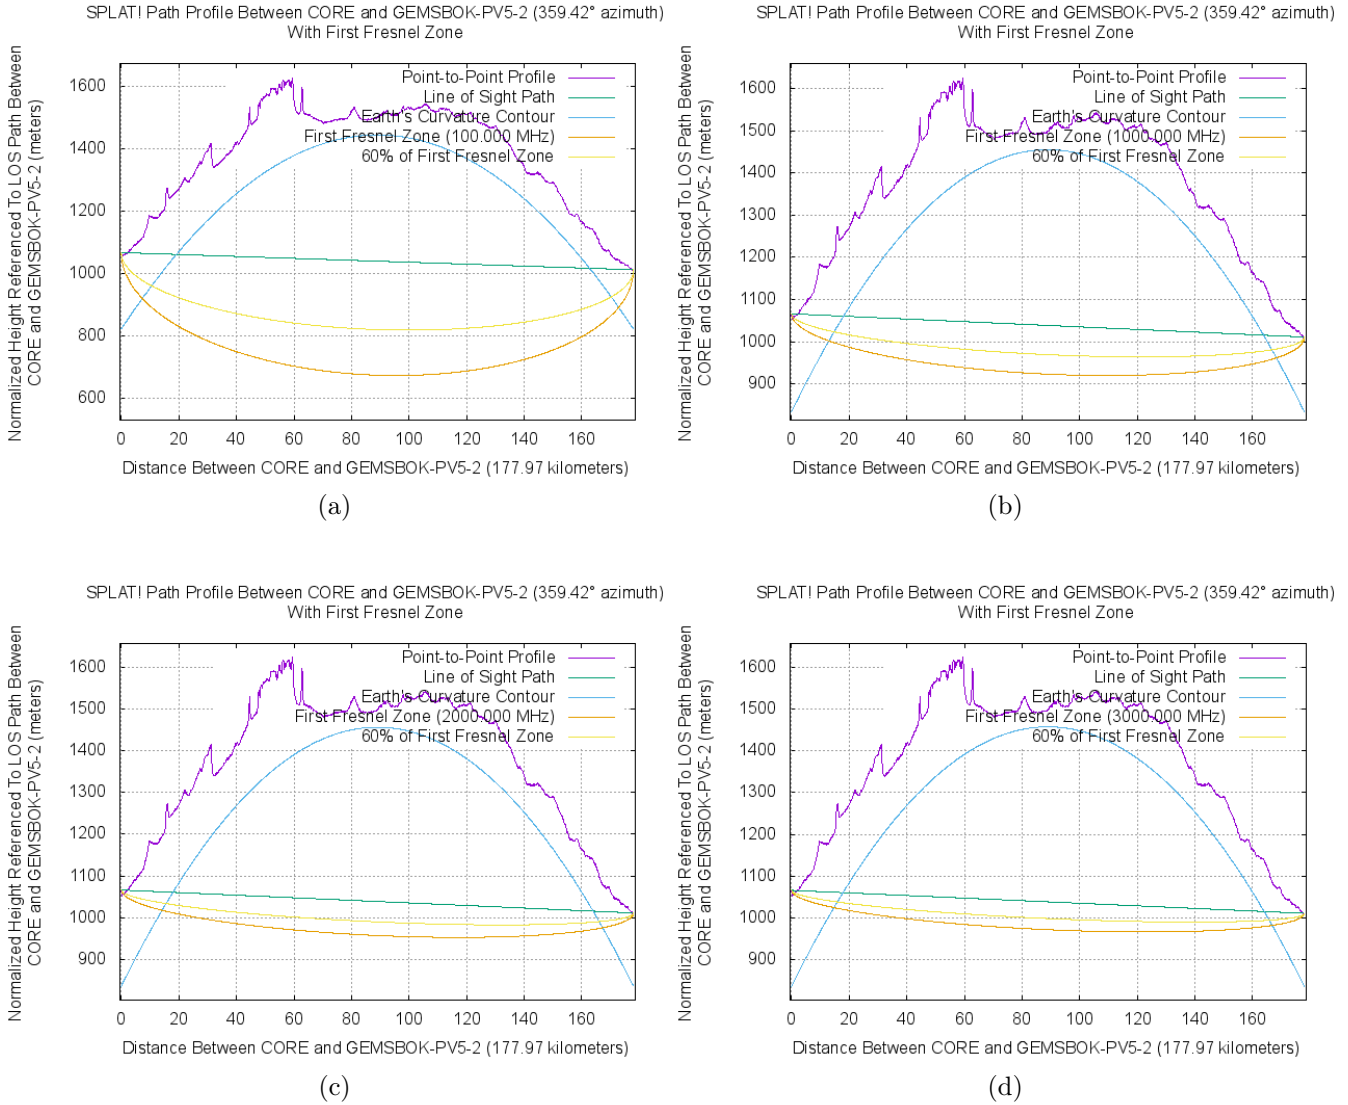 SPLAT! Path Profile Between CORE and GEMSBOK-PV5-2 (359.42° azimuth)
With First Fresnel Zone
Normalized Height Referenced To LOS Path Between
CORE and GEMSBOK-PV5-2 (meters)
1600
1400
1200
1000
800
600
Point-to-Point Profile
Line of Sight Path
Earth's Curvature Contour
First Fresnel Zone (100.000 MHz)
60% of First Fresnel Zone
0 20 40 60 80 100 120 140 160
Distance Between CORE and GEMSBOK-PV5-2 (177.97 kilometers)
(a)
SPLAT! Path Profile Between CORE and GEMSBOK-PV5-2 (359.42° azimuth)
With First Fresnel Zone
Normalized Height Referenced To LOS Path Between
CORE and GEMSBOK-PV5-2 (meters)
1600
1500
1400
1300
1200
1100
1000
900
Point-to-Point Profile
Line of Sight Path
Earth's Curvature Contour
First Fresnel Zone (1000.000 MHz)
60% of First Fresnel Zone
0 20 40 60 80 100 120 140 160
Distance Between CORE and GEMSBOK-PV5-2 (177.97 kilometers)
(b)
SPLAT! Path Profile Between CORE and GEMSBOK-PV5-2 (359.42° azimuth)
With First Fresnel Zone
Normalized Height Referenced To LOS Path Between
CORE and GEMSBOK-PV5-2 (meters)
1600
1500
1400
1300
1200
1100
1000
900
Point-to-Point Profile
Line of Sight Path
Earth's Curvature Contour
First Fresnel Zone (2000.000 MHz)
60% of First Fresnel Zone
0 20 40 60 80 100 120 140 160
Distance Between CORE and GEMSBOK-PV5-2 (177.97 kilometers)
(c)
SPLAT! Path Profile Between CORE and GEMSBOK-PV5-2 (359.42° azimuth)
With First Fresnel Zone
Normalized Height Referenced To LOS Path Between
CORE and GEMSBOK-PV5-2 (meters)
1600
1500
1400
1300
1200
1100
1000
900
Point-to-Point Profile
Line of Sight Path
Earth's Curvature Contour
First Fresnel Zone (3000.000 MHz)
60% of First Fresnel Zone
0 20 40 60 80 100 120 140 160
Distance Between CORE and GEMSBOK-PV5-2 (177.97 kilometers)
(d)